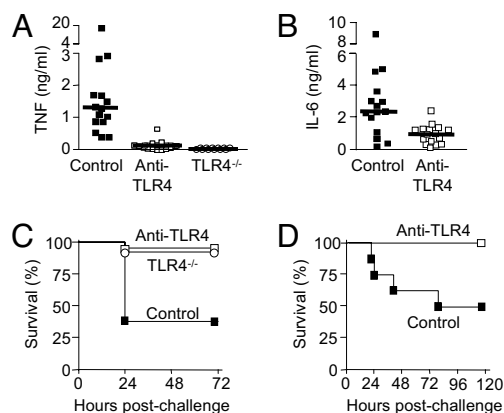 A
TNF (ng/ml)
20
4
3
2
1
0
Control
Anti-
TLR4
TLR4-/-
B
IL-6 (ng/ml)
10
6
4
2
0
Control
Anti-
TLR4
C
Survival (%)
100
75
50
25
0
Anti-TLR4
TLR4-/-
Control
0 24 48 72
Hours post-challenge
D
Survival (%)
100
75
50
25
0
Anti-TLR4
Control
0 24 48 72 96 120
Hours post-challenge